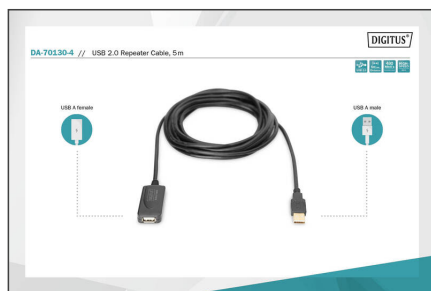 DIGITUS®
DA-70130-4 // USB 2.0 Repeater Cable, 5 m
USB A female
USB A male